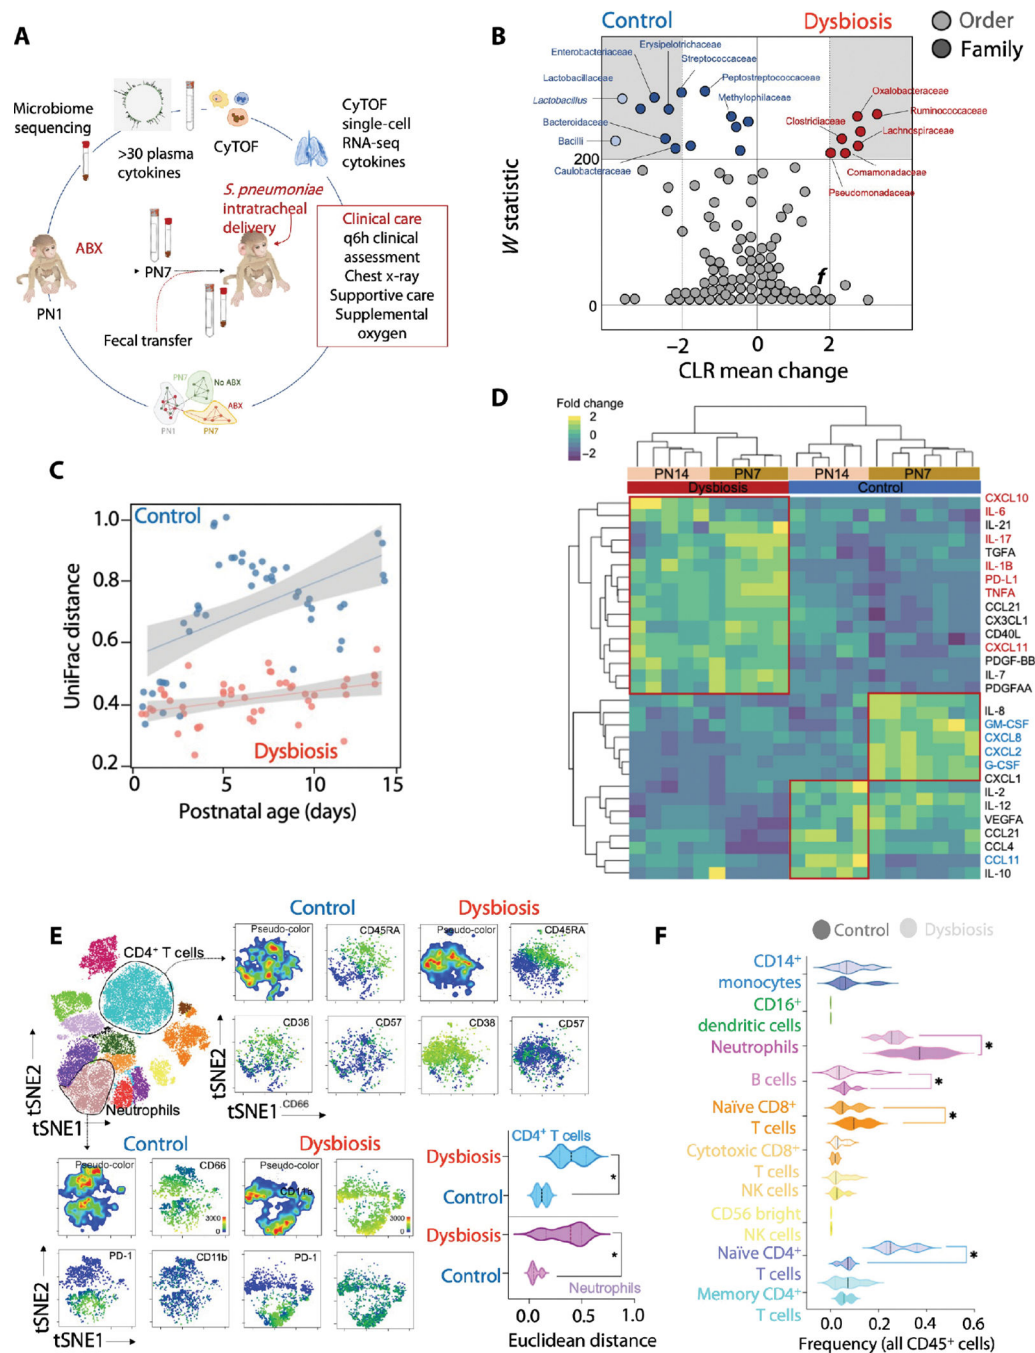 A
Microbiome
sequencing
>30 plasma
cytokines
CyTOF
CyTOF
single-cell
RNA-seq
cytokines
S. pneumoniae
intratracheal
delivery
ABX
PN7
PN1
Fecal transfer
Clinical care
q6h clinical
assessment
Chest x-ray
Supportive care
Supplemental
oxygen
PN7
No ABX
ABX
PN1
PN7
B
Control
Dysbiosis
Order
Family
Erysipelotrichaceae
Enterobacteriaceae
Streptococcaceae
Lactobacillaceae
Peptostreptococcaceae
Lactobacillus
Methylophilaceae
Bacteroidaceae
Bacilli
Caulobacteraceae
Oxalobacteraceae
Ruminococcaceae
Clostridiaceae
Lachnospiraceae
Comamonadaceae
Pseudomonadaceae
200
0
W statistic
f
−2
0
2
CLR mean change
C
Control
Dysbiosis
1.0
0.8
0.6
0.4
0.2
UniFrac distance
0
5
10
15
Postnatal age (days)
D
Fold change
2
0
−2
PN14
PN7
PN14
PN7
Dysbiosis
Control
CXCL10
IL-6
IL-21
IL-17
TGFA
IL-1B
PD-L1
TNFA
CCL21
CX3CL1
CD40L
CXCL11
PDGF-BB
IL-7
PDGFAA
IL-8
GM-CSF
CXCL8
CXCL2
G-CSF
CXCL1
IL-2
IL-12
VEGFA
CCL21
CCL4
CCL11
IL-10
E
CD4⁺ T cells
Neutrophils
tSNE2
tSNE1
Control
Dysbiosis
Pseudo-color
CD45RA
Pseudo-color
CD45RA
CD36
CD57
CD38
CD57
tSNE2
tSNE1
CD66
Control
Dysbiosis
Pseudo-color
CD66
3000
0
Pseudo-color
3000
0
PD-1
CD11b
PD-1
tSNE2
tSNE1
CD4⁺ T cells
Dysbiosis
*
Control
Dysbiosis
*
Control
Neutrophils
0.0
0.5
1.0
Euclidean distance
F
Control
Dysbiosis
CD14⁺
monocytes
CD16⁺
dendritic cells
Neutrophils
*
B cells
*
Naïve CD8⁺
T cells
*
Cytotoxic CD8⁺
T cells
NK cells
CD56 bright
NK cells
Naïve CD4⁺
T cells
*
Memory CD4⁺
T cells
0.0
0.2
0.4
0.6
Frequency (all CD45⁺ cells)